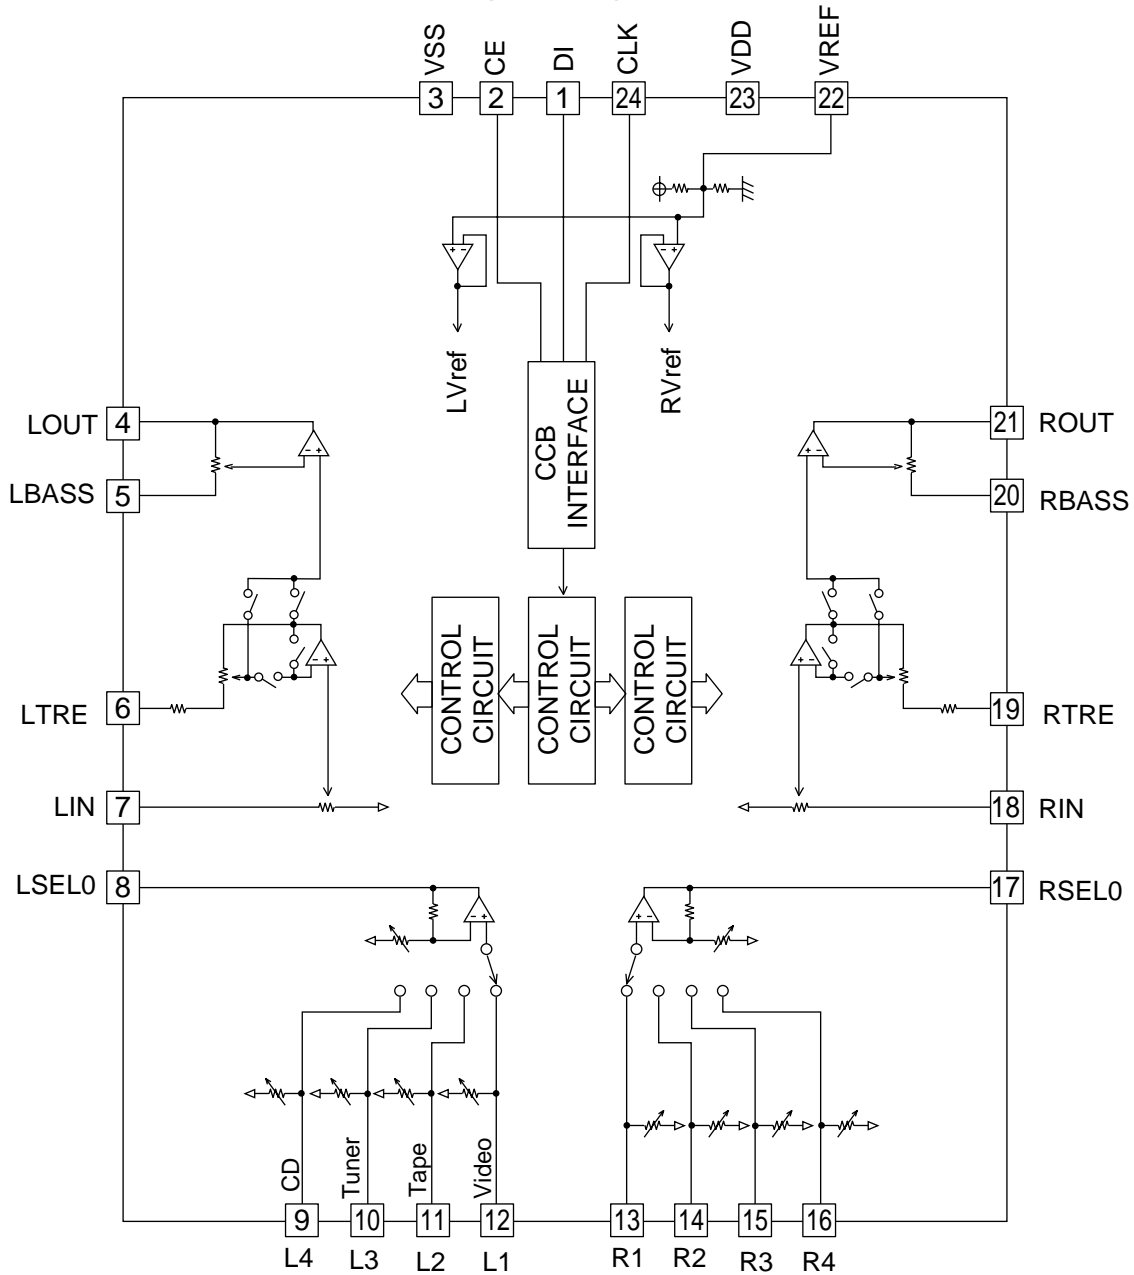 VSS
CE
DI
CLK
VDD
VREF
3
2
1
24
23
22
+ -
- +
LVref
RVref
CCB
INTERFACE
LOUT
4
- +
+ -
21
ROUT
LBASS
5
20
RBASS
CONTROL
CIRCUIT
CONTROL
CIRCUIT
CONTROL
CIRCUIT
- +
+ -
LTRE
6
19
RTRE
LIN
7
18
RIN
LSEL0
8
17
RSEL0
- +
+ -
CD
Tuner
Tape
Video
9
10
11
12
13
14
15
16
L4
L3
L2
L1
R1
R2
R3
R4